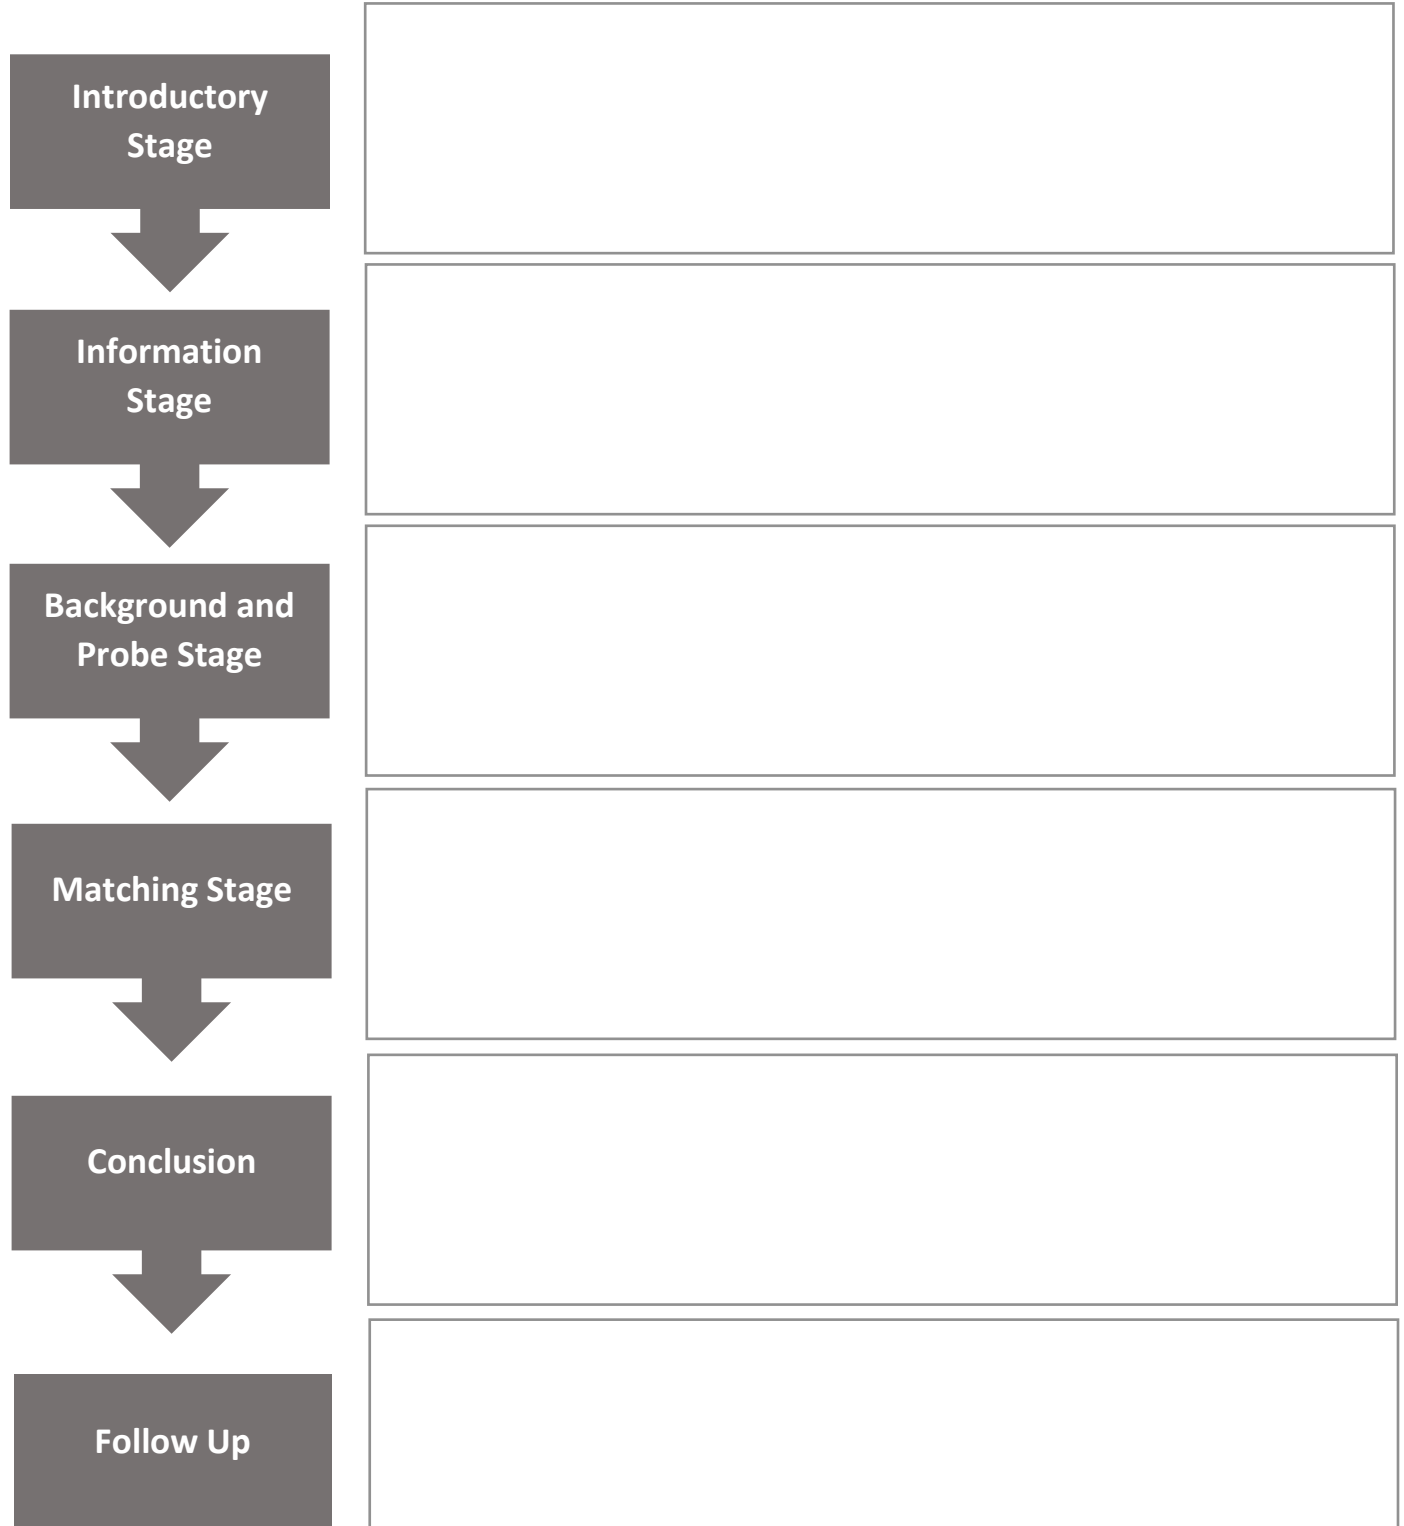 Introductory
Stage
Information
Stage
Background and
Probe Stage
Matching Stage
Conclusion
Follow Up